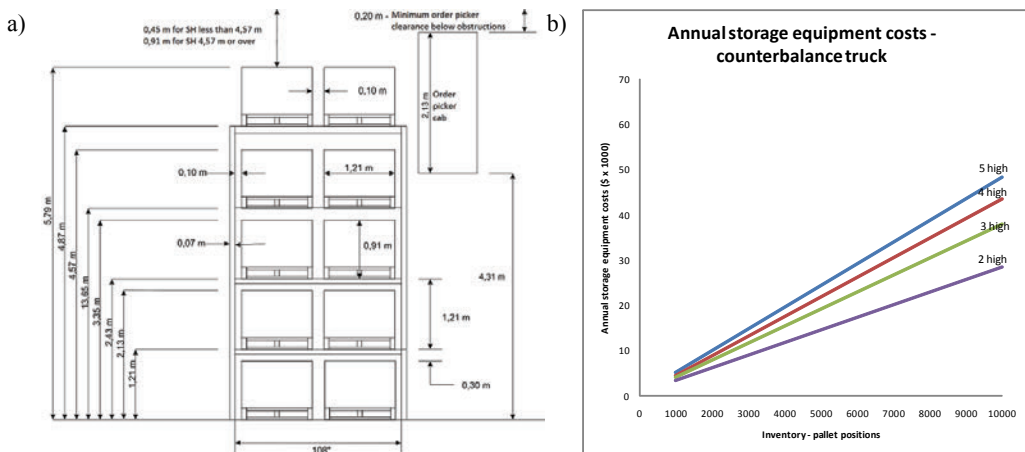 a)
0,45 m for SH less than 4,57 m
0,91 m for SH 4,57 m or over
0,20 m - Minimum order picker
clearance below obstructions
0,10 m
2,13 m
Order
picker
cab
0,10 m
1,21 m
0,07 m
0,91 m
4,31 m
1,21 m
0,30 m
5,79 m
4,87 m
4,57 m
13,65 m
3,35 m
2,43 m
2,13 m
1,21 m
108"
b)
Annual storage equipment costs -
counterbalance truck
Annual storage equipment costs ($ x 1000)
70
60
50
40
30
20
10
0
5 high
4 high
3 high
2 high
0 1000 2000 3000 4000 5000 6000 7000 8000 9000 10000
Inventory - pallet positions